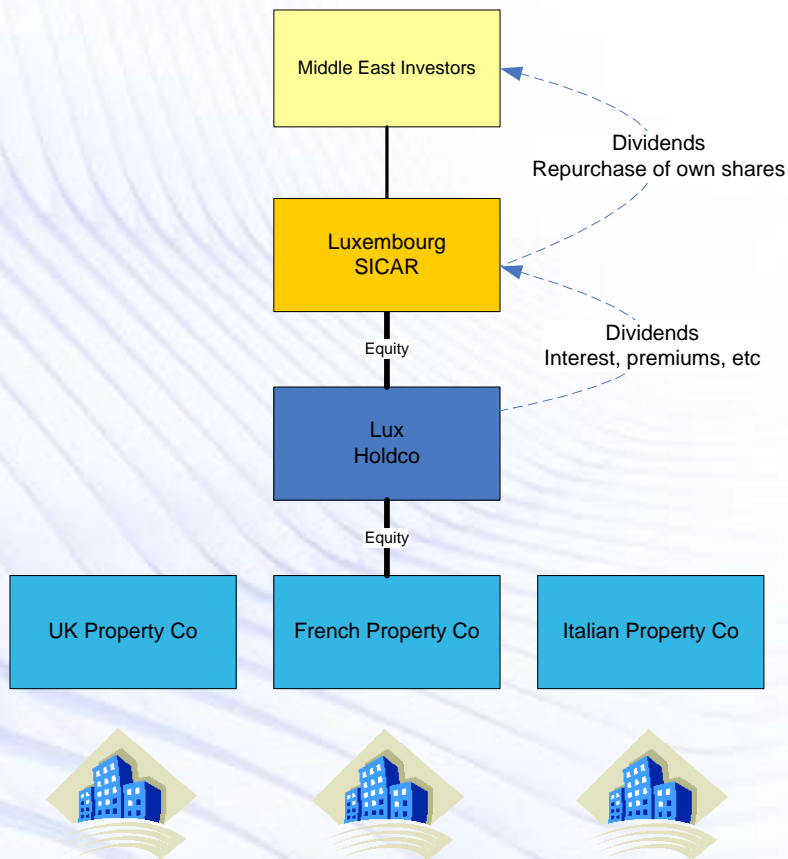 Middle East Investors
Dividends
Repurchase of own shares
Luxembourg
SICAR
Equity
Dividends
Interest, premiums, etc
Lux
Holdco
Equity
UK Property Co
French Property Co
Italian Property Co